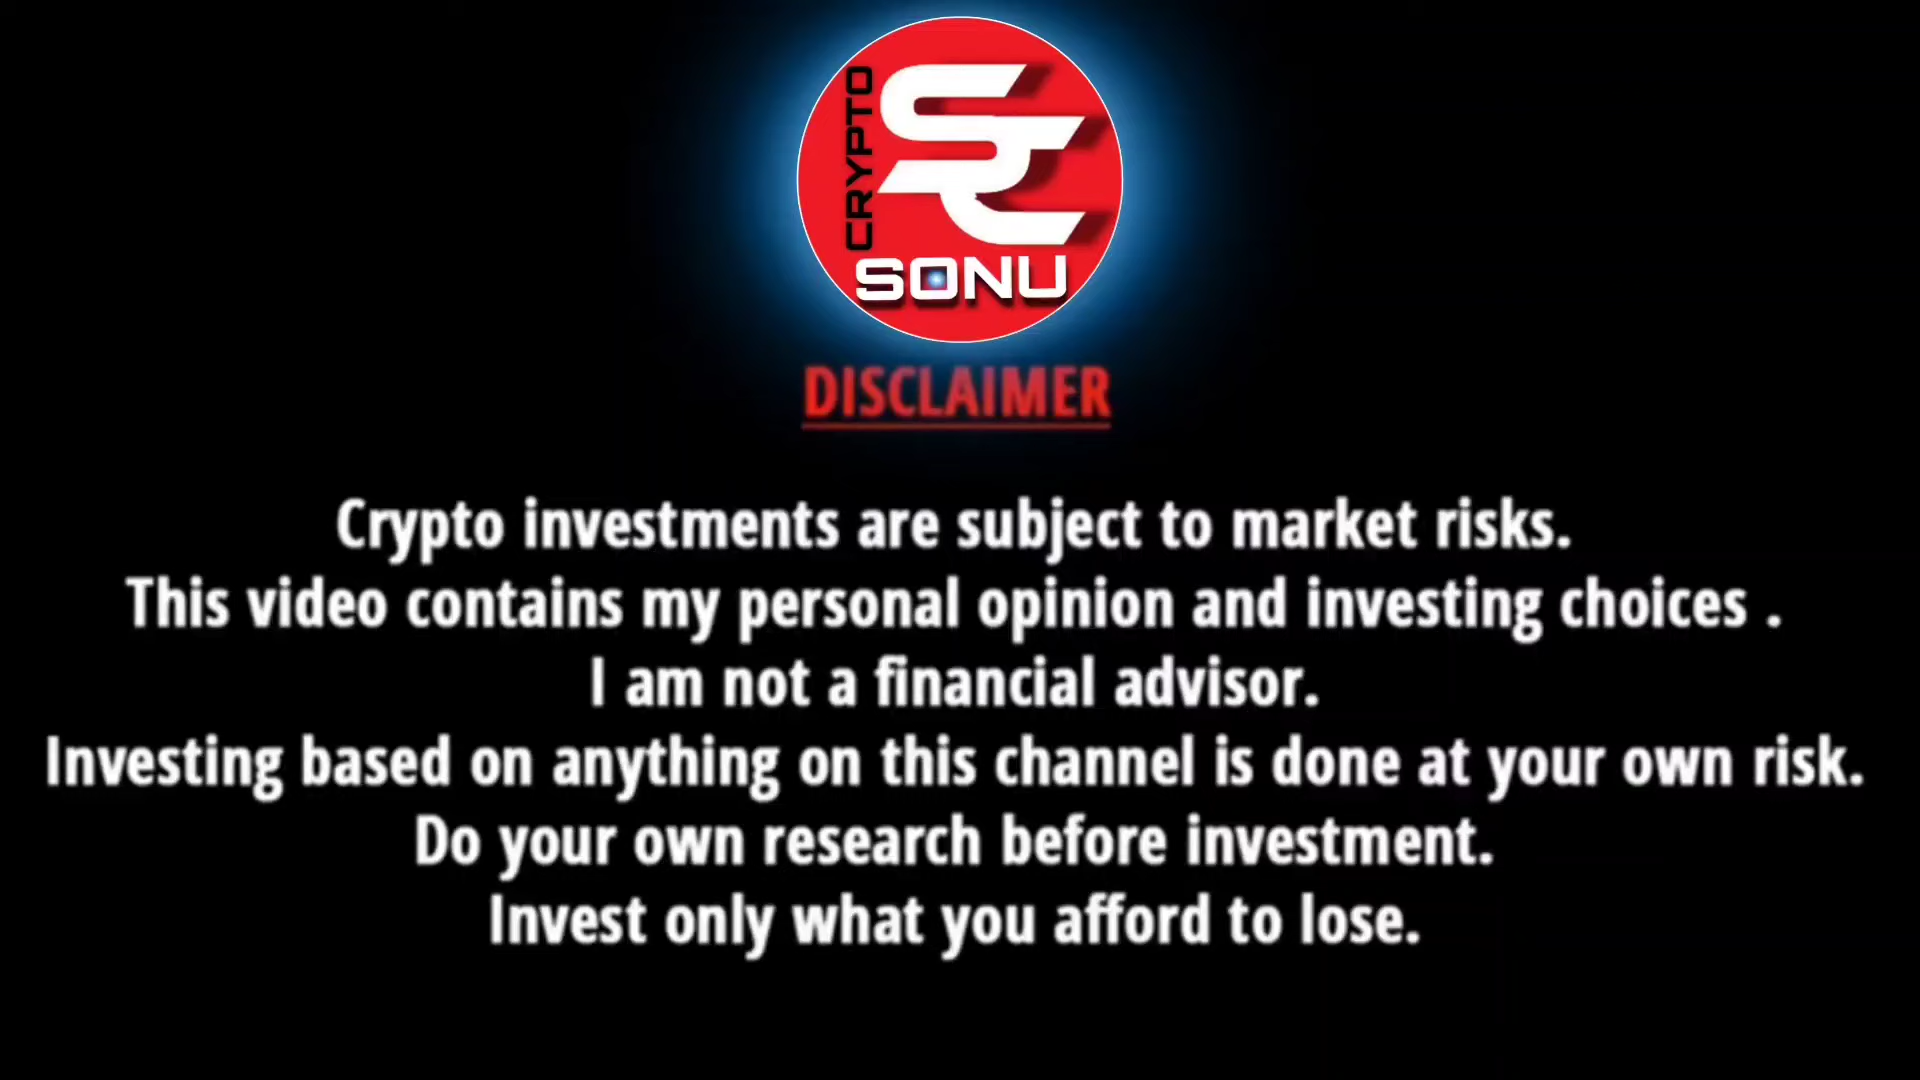 CRYPTO
SC
SONU
DISCLAIMER
Crypto investments are subject to market risks.
This video contains my personal opinion and investing choices .
I am not a financial advisor.
Investing based on anything on this channel is done at your own risk.
Do your own research before investment.
Invest only what you afford to lose.